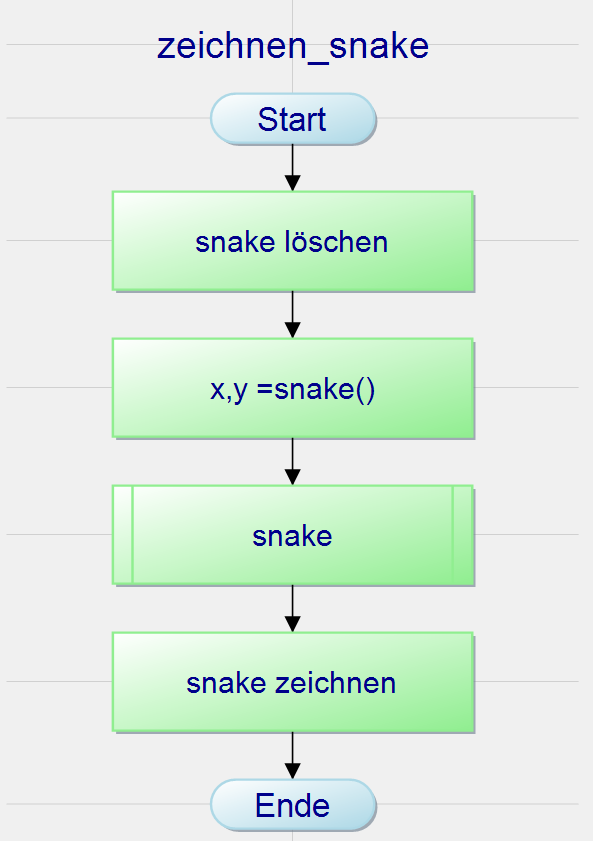 zeichnen_snake
Start
snake löschen
x,y =snake()
snake
snake zeichnen
Ende